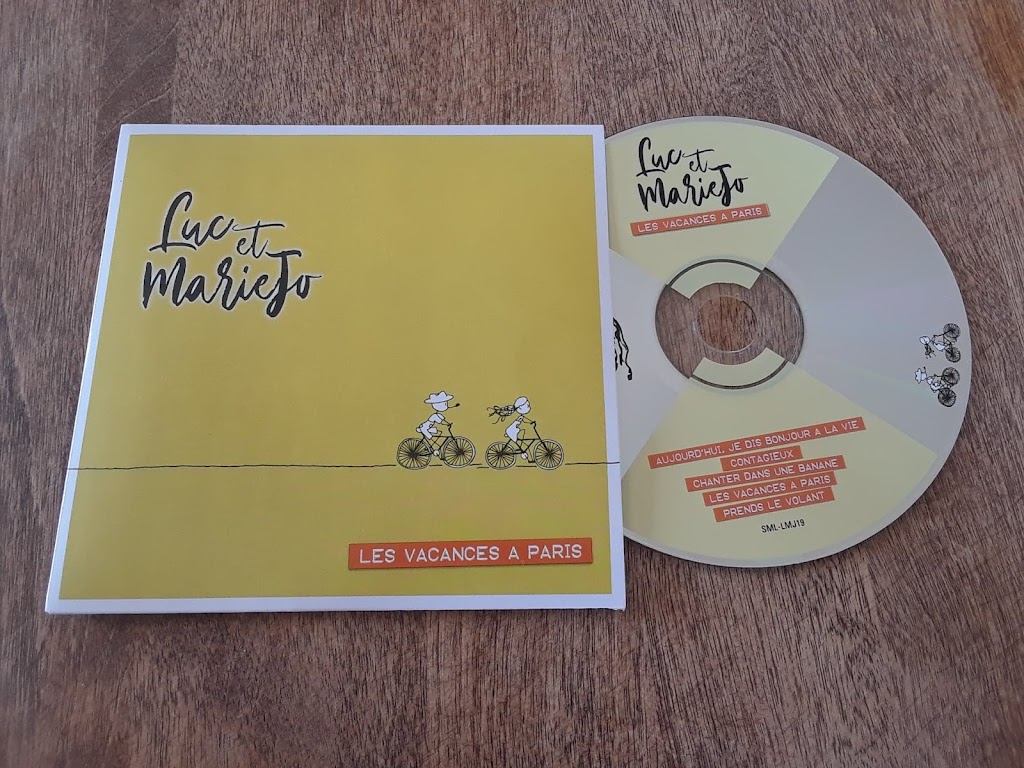 Luc et
MarieJo
LES VACANCES A PARIS
Luc et
MarieJo
LES VACANCES A PARIS
AUJOURD'HUI, JE DIS BONJOUR A LA VIE
CONTAGIEUX
CHANTER DANS UNE BANANE
LES VACANCES A PARIS
PRENDS LE VOLANT
SML-LMJ19